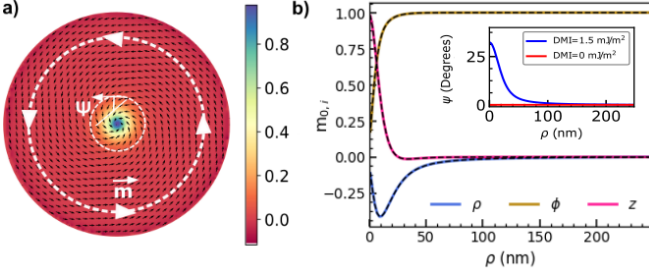 a)
ψ
m
0.8
0.6
0.4
0.2
0.0
b)
1.00
0.75
0.50
0.25
0.00
−0.25
m0, i
0
50
100
150
200
ρ (nm)
ρ
ϕ
z
ψ (Degrees)
25
0
0
100
200
ρ (nm)
DMI=1.5 mJ/m²
DMI=0 mJ/m²